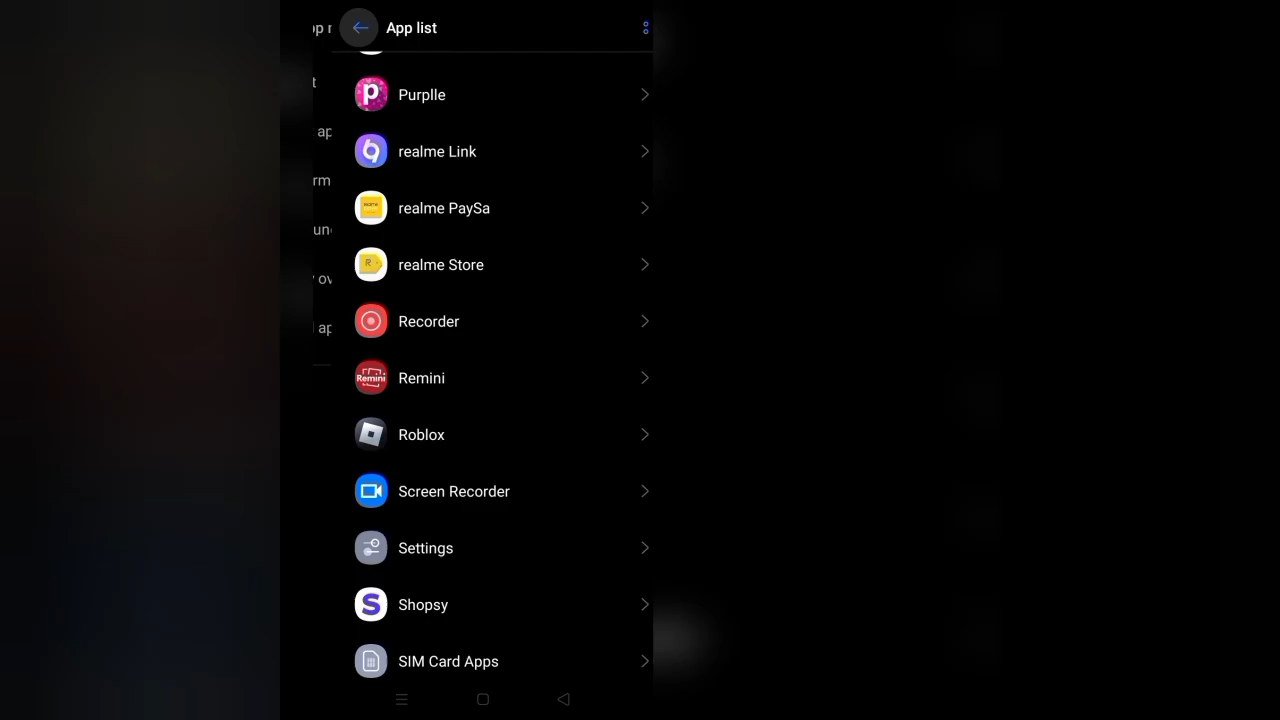 App list
Purplle
realme Link
realme PaySa
realme Store
Recorder
Remini
Remini
Roblox
Screen Recorder
Settings
S
Shopsy
SIM Card Apps